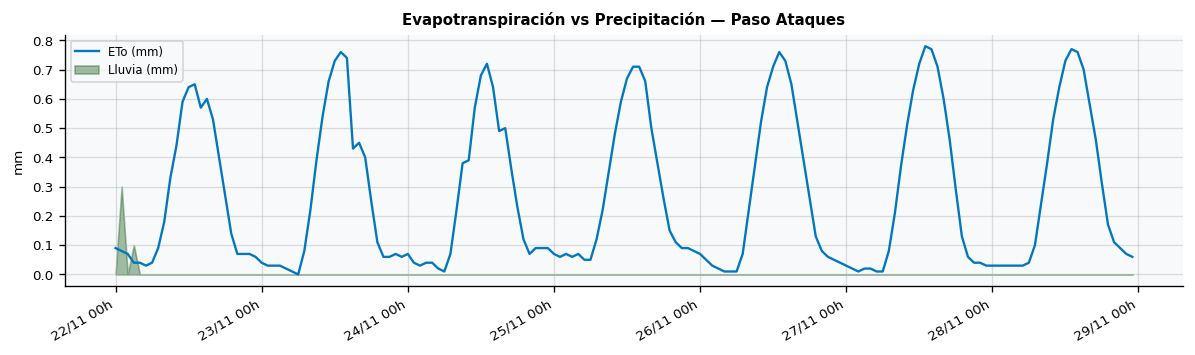 Evapotranspiración vs Precipitación — Paso Ataques
ETo (mm)
Lluvia (mm)
mm
0.8
0.7
0.6
0.5
0.4
0.3
0.2
0.1
0.0
22/11 00h
23/11 00h
24/11 00h
25/11 00h
26/11 00h
27/11 00h
28/11 00h
29/11 00h